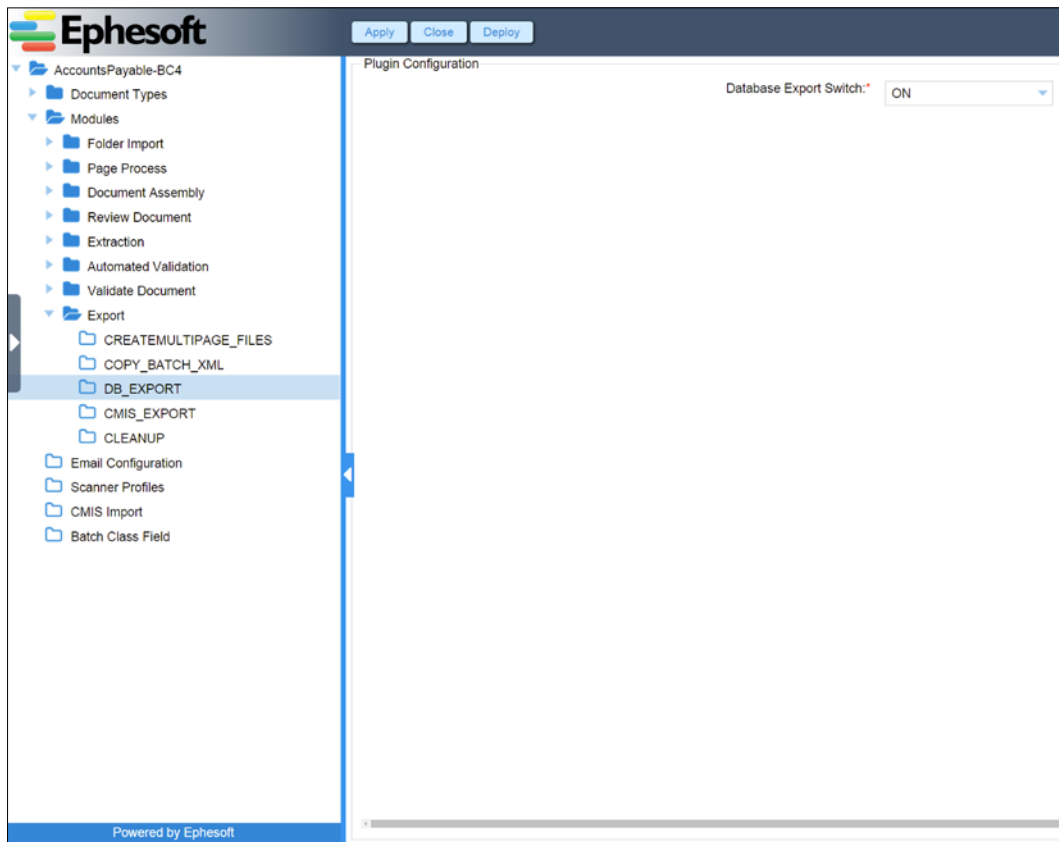 Ephesoft
Apply Close Deploy
AccountsPayable-BC4
Document Types
Modules
Folder Import
Page Process
Document Assembly
Review Document
Extraction
Automated Validation
Validate Document
Export
CREATEMULTIPAGE_FILES
COPY_BATCH_XML
DB_EXPORT
CMIS_EXPORT
CLEANUP
Email Configuration
Scanner Profiles
CMIS Import
Batch Class Field
Powered by Ephesoft
Plugin Configuration
Database Export Switch:* ON